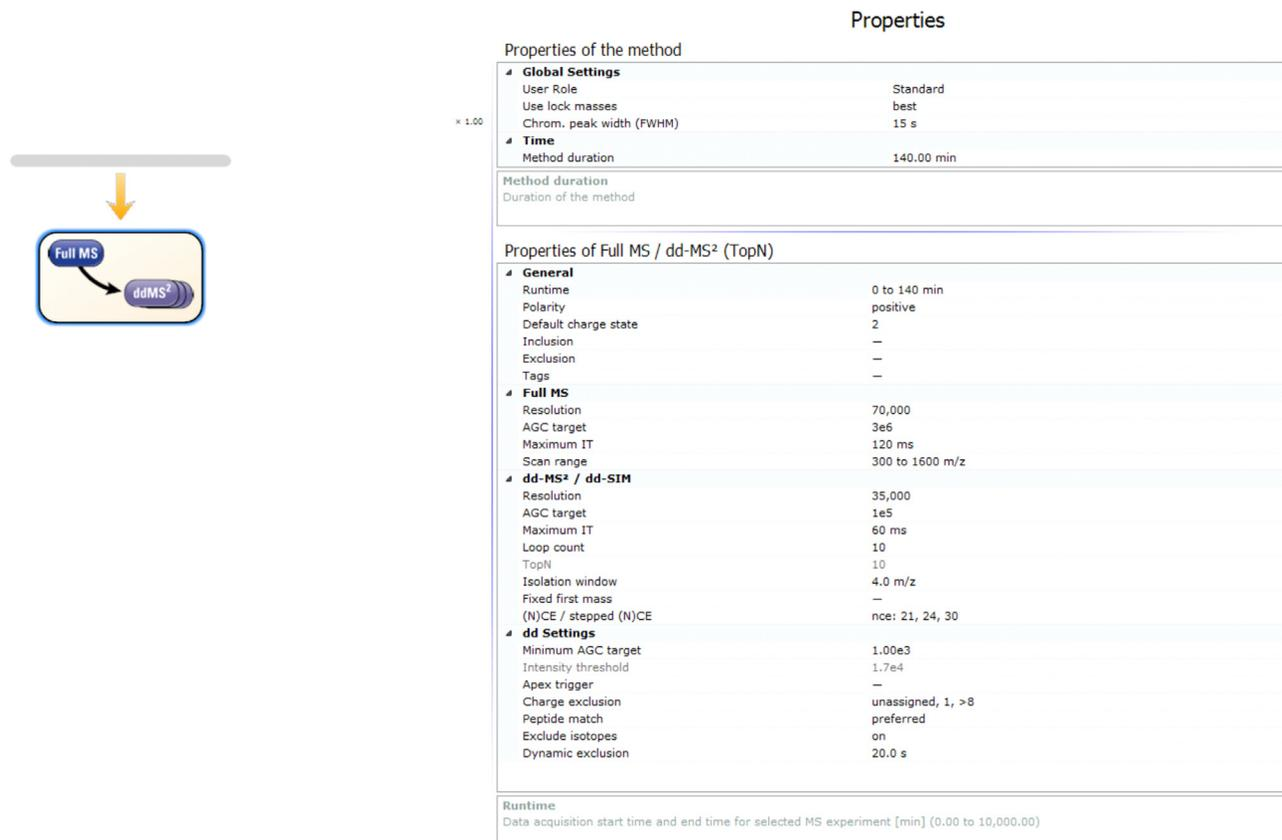 Properties
Properties of the method
Global Settings
User Role Standard
Use lock masses best
× 1.00
Chrom. peak width (FWHM) 15 s
Time
Method duration 140.00 min
Method duration
Duration of the method
Full MS
ddMS²
Properties of Full MS / dd-MS² (TopN)
General
Runtime 0 to 140 min
Polarity positive
Default charge state 2
Inclusion —
Exclusion —
Tags —
Full MS
Resolution 70,000
AGC target 3e6
Maximum IT 120 ms
Scan range 300 to 1600 m/z
dd-MS² / dd-SIM
Resolution 35,000
AGC target 1e5
Maximum IT 60 ms
Loop count 10
TopN 10
Isolation window 4.0 m/z
Fixed first mass —
(N)CE / stepped (N)CE nce: 21, 24, 30
dd Settings
Minimum AGC target 1.00e3
Intensity threshold 1.7e4
Apex trigger —
Charge exclusion unassigned, 1, >8
Peptide match preferred
Exclude isotopes on
Dynamic exclusion 20.0 s
Runtime
Data acquisition start time and end time for selected MS experiment [min] (0.00 to 10,000.00)